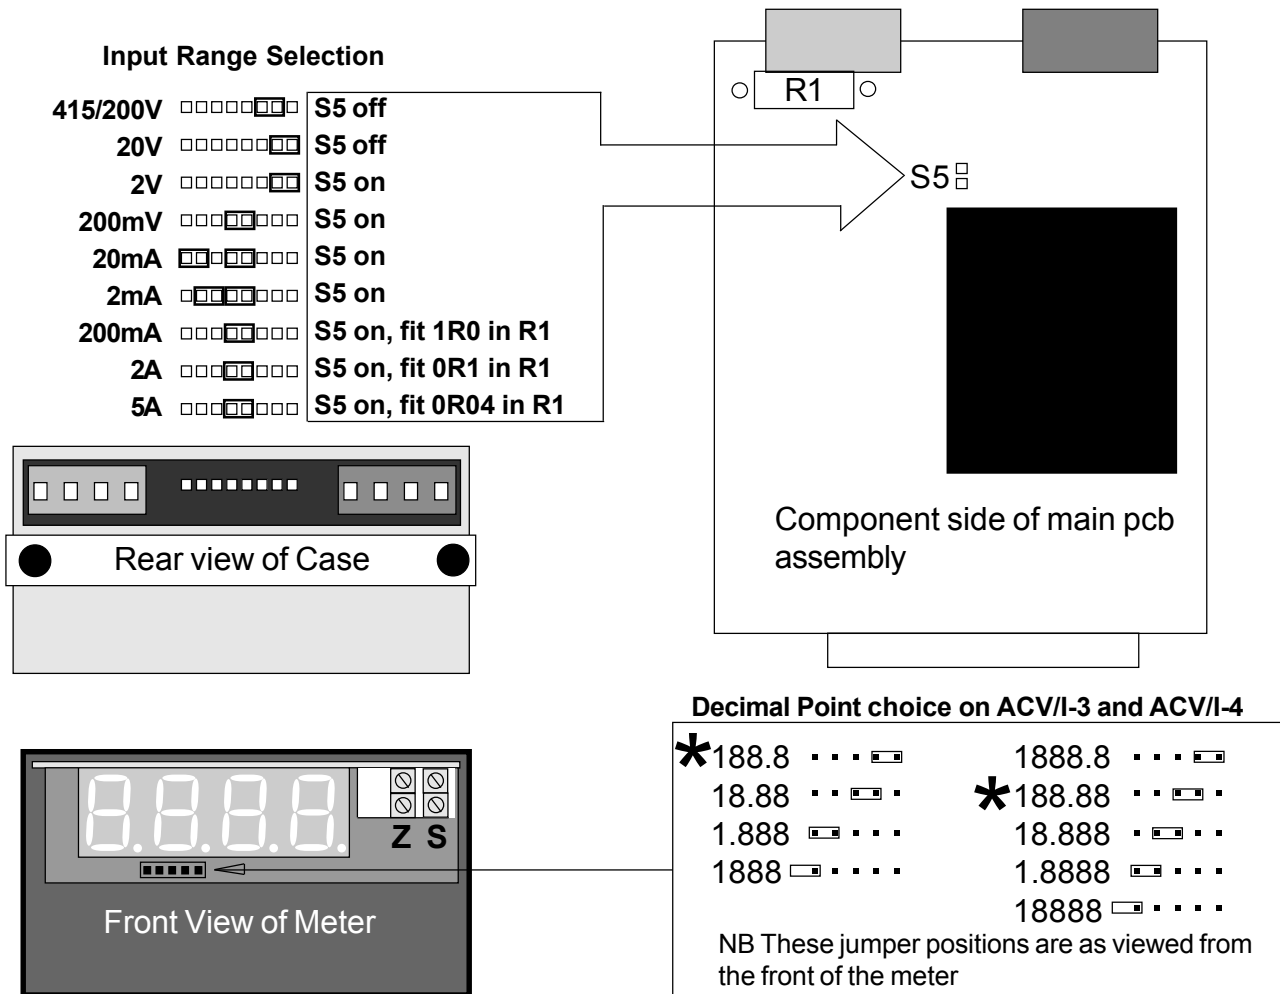 Input Range Selection
415/200V S5 off
20V S5 off
2V S5 on
200mV S5 on
20mA S5 on
2mA S5 on
200mA S5 on, fit 1R0 in R1
2A S5 on, fit 0R1 in R1
5A S5 on, fit 0R04 in R1
R1
S5
Component side of main pcb
assembly
Rear view of Case
Decimal Point choice on ACV/I-3 and ACV/I-4
*188.8
18.88
1.888
1888
1888.8
*188.88
18.888
1.8888
18888
NB These jumper positions are as viewed from
the front of the meter
8.8.8.8
Z S
Front View of Meter